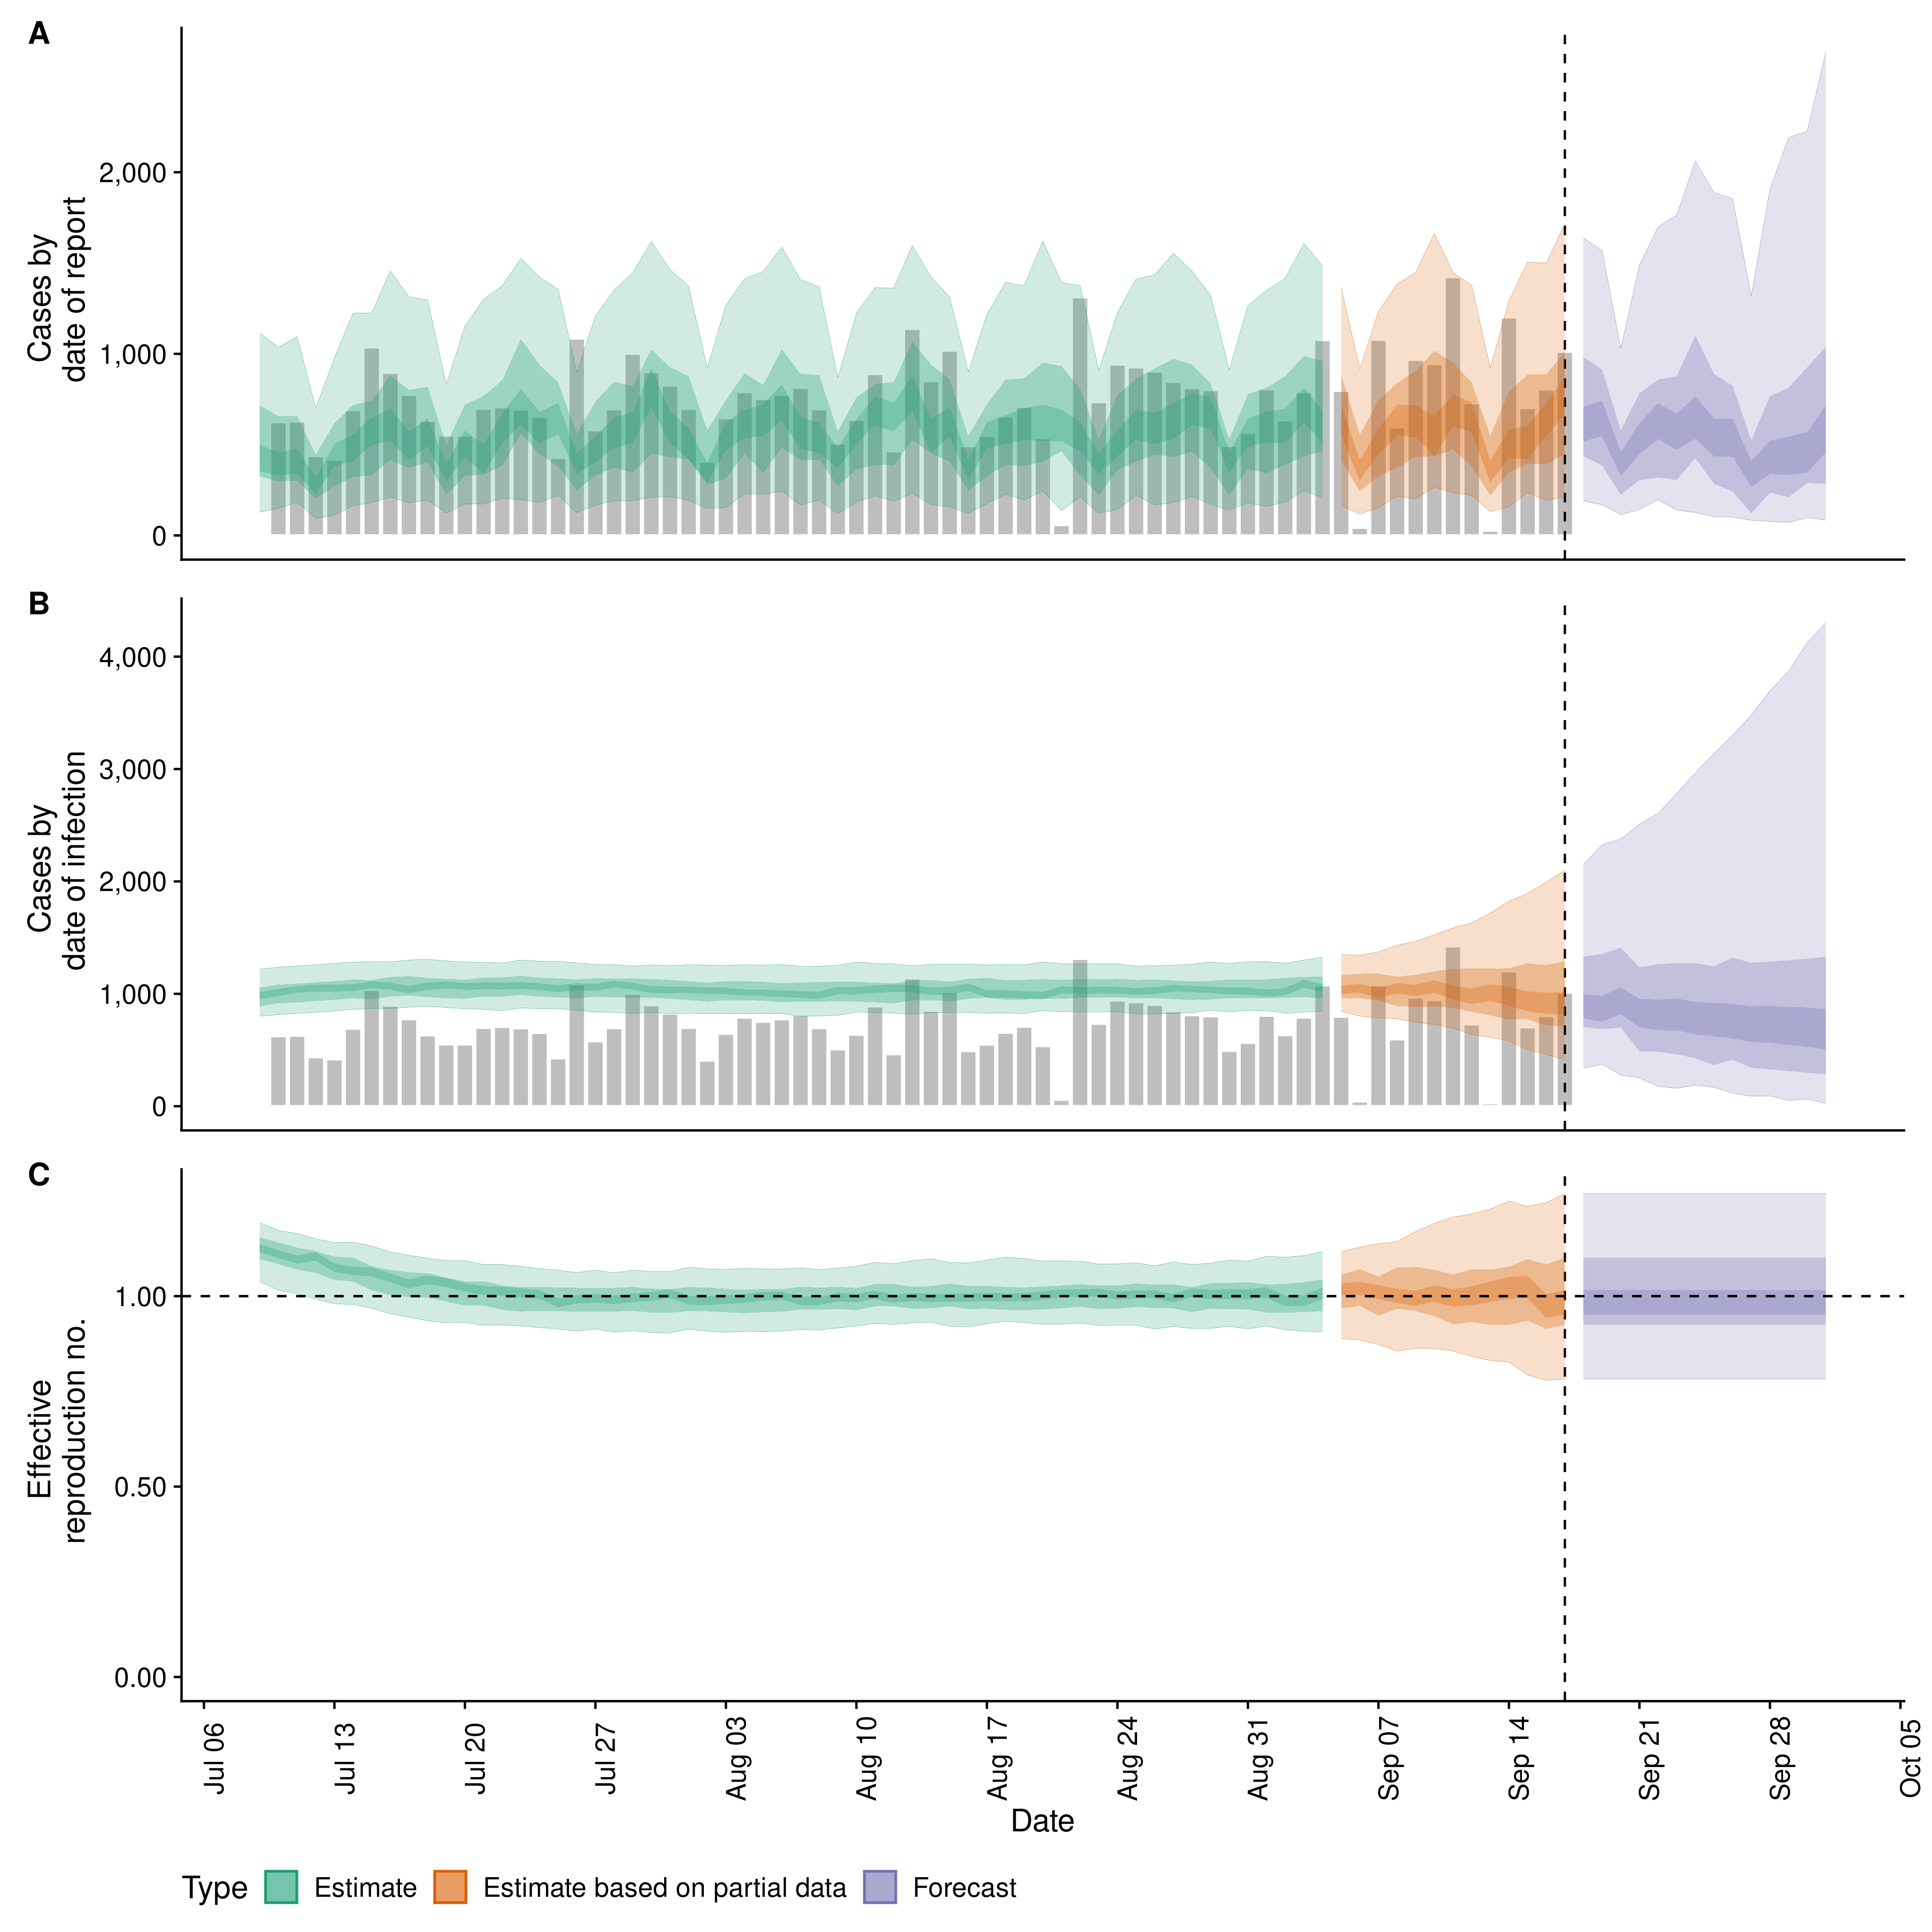 A
Cases by
date of report
2,000
1,000
0
B
Cases by
date of infection
4,000
3,000
2,000
1,000
0
C
Effective
reproduction no.
1.00
0.50
0.00
Jul 06
Jul 13
Jul 20
Jul 27
Aug 03
Aug 10
Aug 17
Aug 24
Aug 31
Sep 07
Sep 14
Sep 21
Sep 28
Oct 05
Date
Type Estimate Estimate based on partial data Forecast